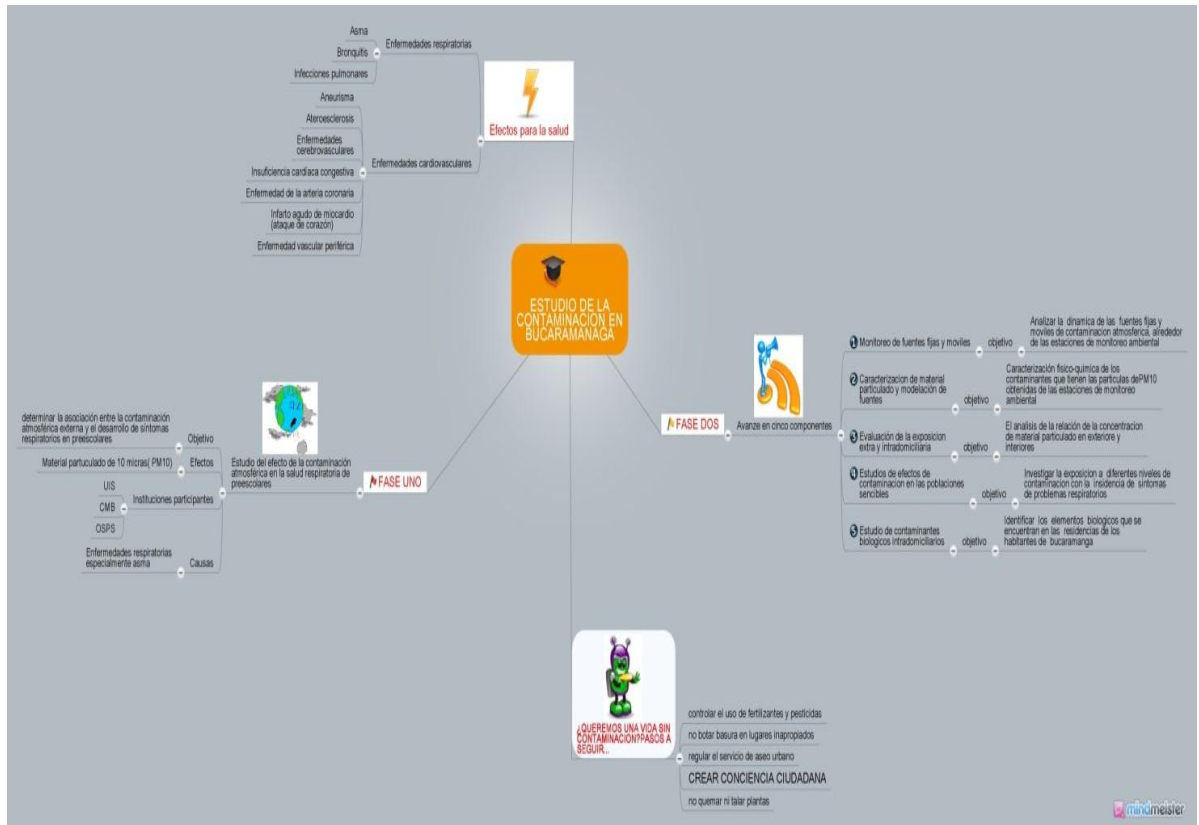 Efectos para la salud
Enfermedades respiratorias
Asma
Bronquitis
Infecciones pulmonares
Enfermedades cardiovasculares
Aneurisma
Ateroesclerosis
Enfermedades
cerebrovasculares
Insuficiencia cardiaca congestiva
Enfermedad de la arteria coronaria
Infarto agudo de miocardio
(ataque de corazón)
Enfermedad vascular periférica
ESTUDIO DE LA
CONTAMINACION EN
BUCARAMANAGA
FASE UNO
Estudio del efecto de la contaminación
atmosférica en la salud respiratoria de
preescolares
Objetivo
determinar la asociación entre la contaminación
atmosférica externa y el desarrollo de síntomas
respiratorios en preescolares
Efectos
Material partuculado de 10 micras( PM10)
Instituciones participantes
UIS
CMB
OSPS
Causas
Enfermedades respiratorias
especialmente asma
FASE DOS
Avanze en cinco componentes
1 Monitoreo de fuentes fijas y moviles
objetivo
Analizar la dinamica de las fuentes fijas y
moviles de contaminacion atmosferica, alrededor
de las estaciones de monitoreo ambiental
2 Caracterizacion de material
particulado y modelación de
fuentes
objetivo
Caracterización fisico-quimica de los
contaminantes que tienen las particulas dePM10
obtenidas de las estaciones de monitoreo
ambiental
3 Evaluación de la exposicion
extra y intradomiciliaria
objetivo
El analisis de la relación de la concentracion
de material particulado en exteriore y
interiores
4 Estudios de efectos de
contaminacion en las poblaciones
sencibles
objetivo
Investigar la exposicion a diferentes niveles de
contaminacion con la insidencia de sintomas
de problemas respiratorios
5 Estudio de contaminantes
biologicos intradomiciliarios
objetivo
Identificar los elementos biologicos que se
encuentran en las residencias de los
habitantes de bucaramanga
¿QUEREMOS UNA VIDA SIN
CONTAMINACION?PASOS A
SEGUIR...
controlar el uso de fertilizantes y pesticidas
no botar basura en lugares inapropiados
regular el servicio de aseo urbano
CREAR CONCIENCIA CIUDADANA
no quemar ni talar plantas
mindmeister